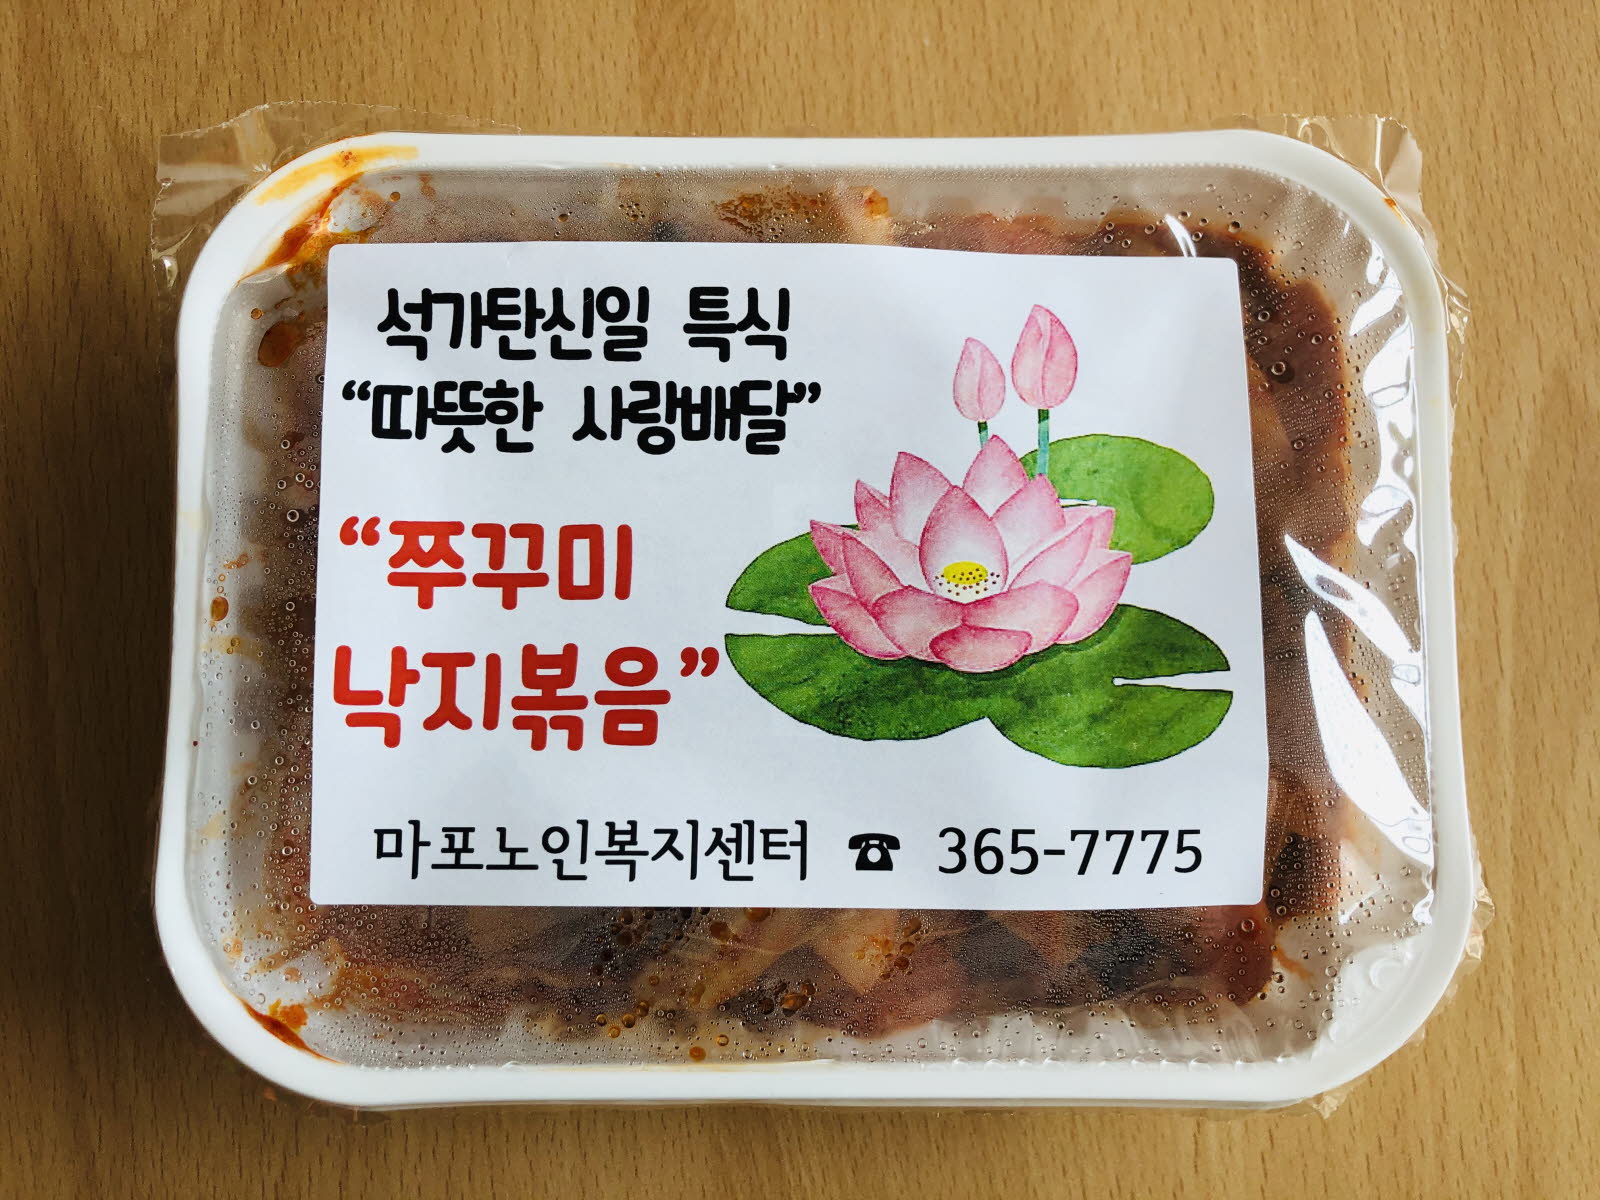 석가탄신일 특식
“따뜻한 사랑배달”
“쭈꾸미
낙지볶음”
마포노인복지센터 ☎ 365-7775